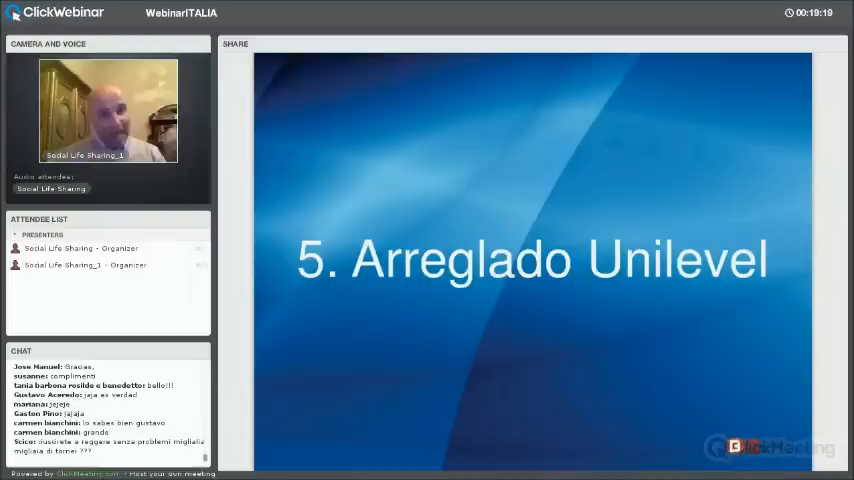 ClickWebinar
WebinarITALIA
00:19:19
CAMERA AND VOICE
Social Life Sharing_1
Audio attendee:
Social Life Sharing
ATTENDEE LIST
PRESENTERS
Social Life Sharing - Organizer
Social Life Sharing_1 - Organizer
CHAT
Jose Manuel: Gracias,
susanne: complimenti
tania barbona rosilde e benedetto: bello!!!
Gustavo Acevedo: jaja es verdad
mariana: jejeje
Gaston Pino: jajaja
carmen bianchini: lo sabes bien gustavo
carmen bianchini: grande
Scico: riuscirete a reggere senza problemi migliaia
migliaia di tornei ???
Powered by ClickMeeting.com - Host your own meeting
SHARE
5. Arreglado Unilevel
ClickMeeting